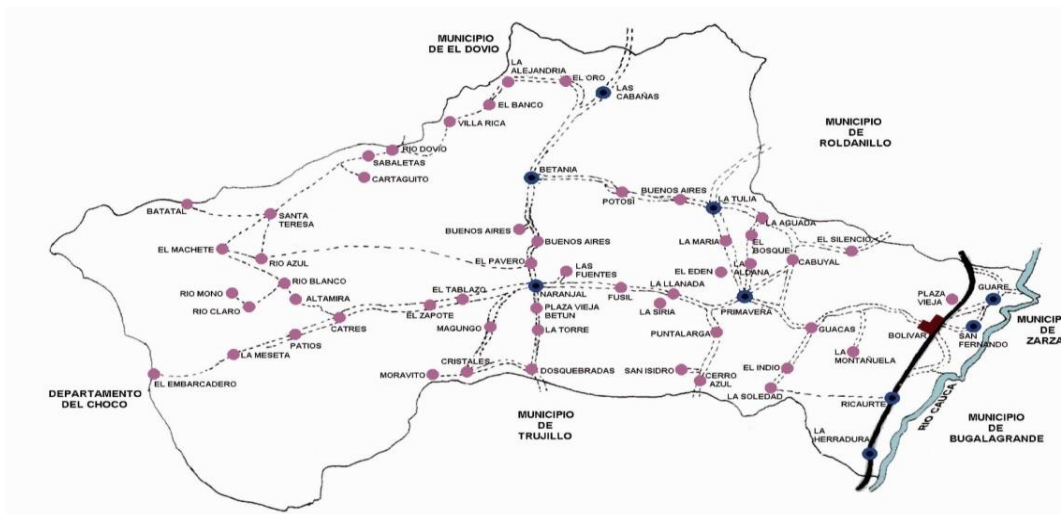 MUNICIPIO
DE EL DOVIO
LA
ALEJANDRIA
EL ORO
LAS
CABAÑAS
EL BANCO
VILLA RICA
MUNICIPIO
DE
ROLDANILLO
RIO DOVIO
SABALETAS
CARTAGUITO
BETANIA
BUENOS AIRES
POTOSÍ
LA TULIA
BATATAL
SANTA
TERESA
LA AGUADA
BUENOS AIRES
BUENOS AIRES
LA MARIA
EL
BOSQUE
EL SILENCIO
EL MACHETE
RIO AZUL
EL PAVERO
LAS
FUENTES
EL EDEN
LA
ALDANA
CABUYAL
RIO BLANCO
RIO MONO
ALTAMIRA
RIO CLARO
EL TABLAZO
EL ZAPOTE
NARANJAL
LA LLANADA
FUSIL
LA SIRIA
PRIMAVERA
PLAZA
VIEJA
GUARE
CATRES
PLAZA VIEJA
BETUN
MAGUNGO
LA TORRE
PUNTALARGA
GUACAS
BOLIVAR
SAN
FERNANDO
MUNICIP
DE
ZARZA
PATIOS
LA MESETA
LA
MONTAÑUELA
CRISTALES
MORAVITO
DOSQUEBRADAS
SAN ISIDRO
CERRO
AZUL
EL INDIO
LA SOLEDAD
RICAURTE
EL EMBARCADERO
DEPARTAMENTO
DEL CHOCO
MUNICIPIO
DE
TRUJILLO
RIO CAUCA
MUNICIPIO
DE
BUGALAGRANDE
LA
HERRADURA